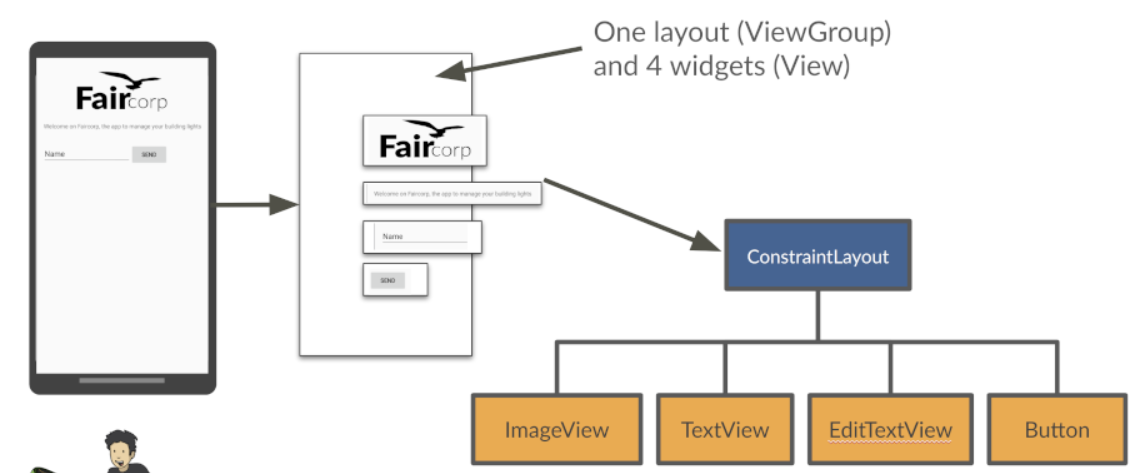 One layout (ViewGroup)
and 4 widgets (View)
Faircorp
Welcome on Faircorp, the app to manage your building lights
Name SEND
Faircorp
Welcome on Faircorp, the app to manage your building lights
Name
SEND
ConstraintLayout
ImageView TextView EditTextView Button